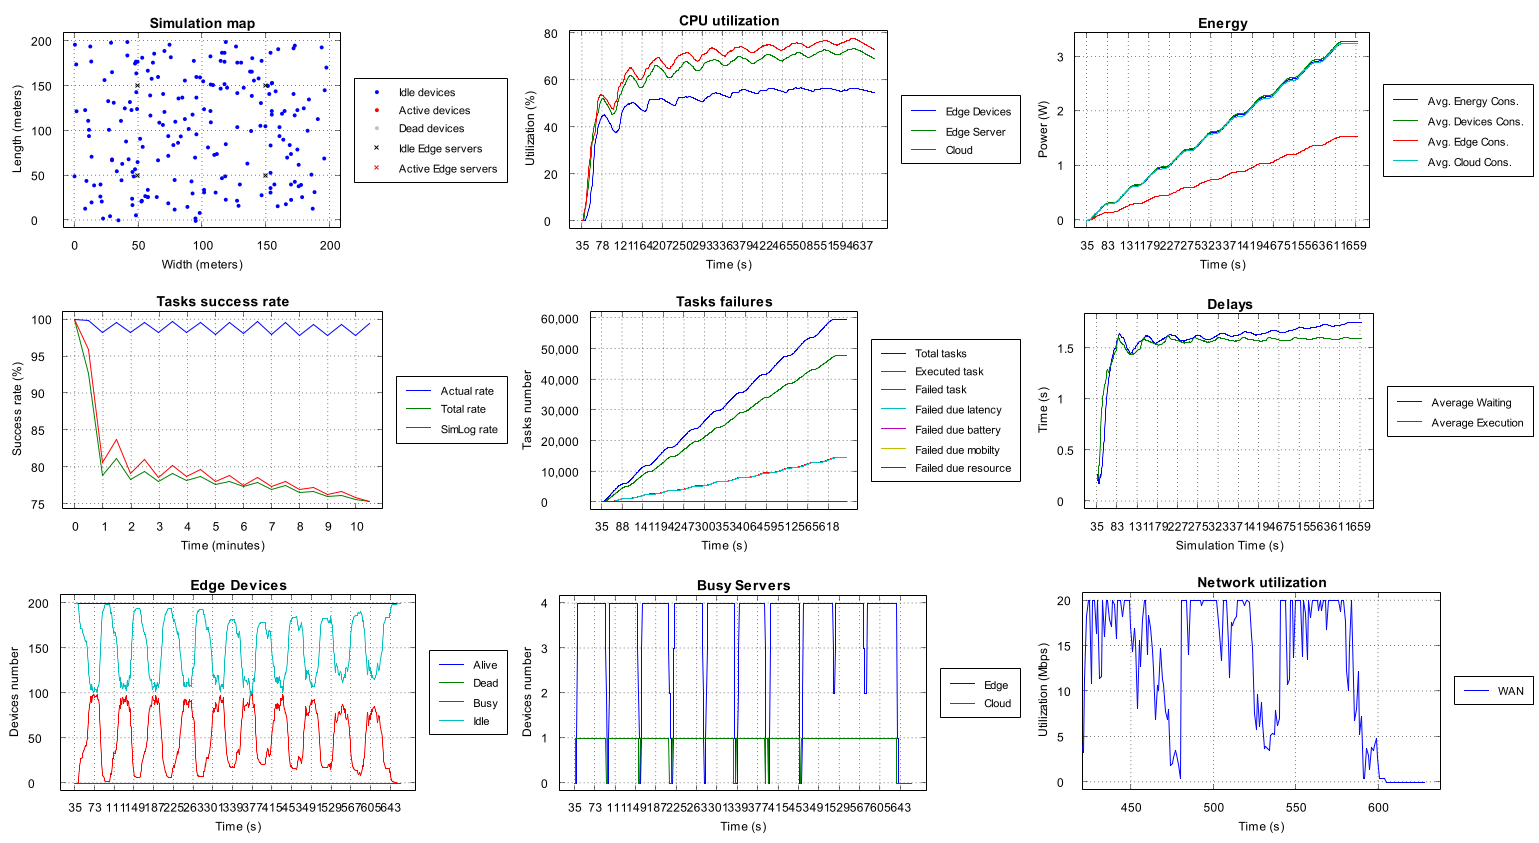 Simulation map
Length (meters)
200
150
100
50
0
0 50 100 150 200
Width (meters)
Idle devices
Active devices
Dead devices
Idle Edge servers
Active Edge servers
CPU utilization
Utilization (%)
80
60
40
20
0
Time (s)
Edge Devices
Edge Server
Cloud
Energy
Power (W)
3
2
1
0
Time (s)
Avg. Energy Cons.
Avg. Devices Cons.
Avg. Edge Cons.
Avg. Cloud Cons.
Tasks success rate
Success rate (%)
100
95
90
85
80
75
0 1 2 3 4 5 6 7 8 9 10
Time (minutes)
Actual rate
Total rate
SimLog rate
Tasks failures
Tasks number
60,000
50,000
40,000
30,000
20,000
10,000
0
Time (s)
Total tasks
Executed task
Failed task
Failed due latency
Failed due battery
Failed due mobilty
Failed due resource
Delays
Time (s)
1.5
1
0.5
0
Simulation Time (s)
Average Waiting
Average Execution
Edge Devices
Devices number
200
150
100
50
0
Time (s)
Alive
Dead
Busy
Idle
Busy Servers
Devices number
4
3
2
1
0
Time (s)
Edge
Cloud
Network utilization
Utilization (Mbps)
20
15
10
5
0
450 500 550 600
Time (s)
WAN